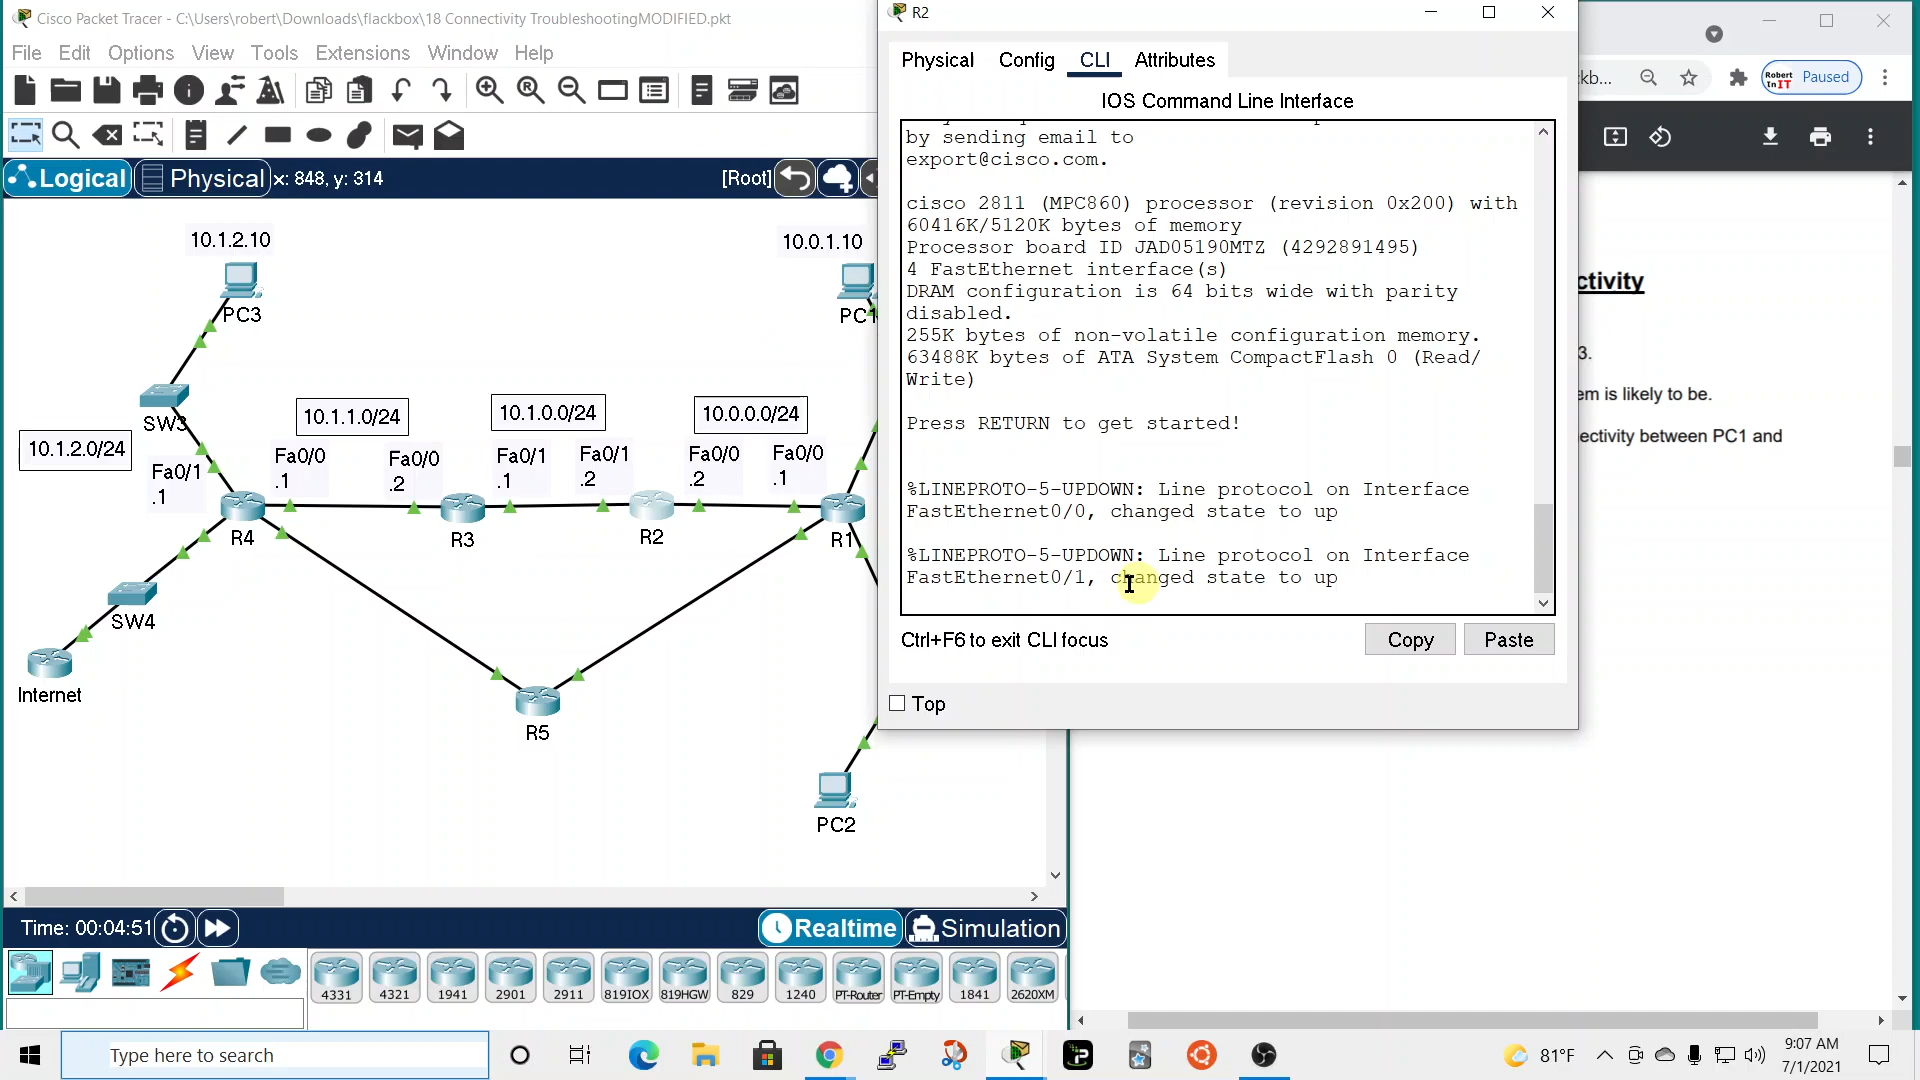 Cisco Packet Tracer - C:\Users\robert\Downloads\flackbox\18 Connectivity TroubleshootingMODIFIED.pkt
File Edit Options View Tools Extensions Window Help
Logical Physical x: 848, y: 314 [Root]
10.1.2.10
10.0.1.10
PC3
PC1
SW3
10.1.1.0/24
10.1.0.0/24
10.0.0.0/24
10.1.2.0/24
Fa0/1
.1
Fa0/0
.1
Fa0/0
.2
Fa0/1
.1
Fa0/1
.2
Fa0/0
.2
Fa0/0
.1
R4
R3
R2
R1
SW4
Internet
R5
PC2
Time: 00:04:51
Realtime
Simulation
4331
4321
1941
2901
2911
819IOX
819HGW
829
1240
PT-Router
PT-Empty
1841
2620XM
R2
Physical Config CLI Attributes
IOS Command Line Interface
by sending email to
export@cisco.com.
cisco 2811 (MPC860) processor (revision 0x200) with
60416K/5120K bytes of memory
Processor board ID JAD05190MTZ (4292891495)
4 FastEthernet interface(s)
DRAM configuration is 64 bits wide with parity
disabled.
255K bytes of non-volatile configuration memory.
63488K bytes of ATA System CompactFlash 0 (Read/
Write)
Press RETURN to get started!
%LINEPROTO-5-UPDOWN: Line protocol on Interface
FastEthernet0/0, changed state to up
%LINEPROTO-5-UPDOWN: Line protocol on Interface
FastEthernet0/1, changed state to up
Ctrl+F6 to exit CLI focus
Copy
Paste
Top
kb...
Robert
In IT
Paused
ctivity
3.
em is likely to be.
ectivity between PC1 and
Type here to search
81°F
9:07 AM
7/1/2021